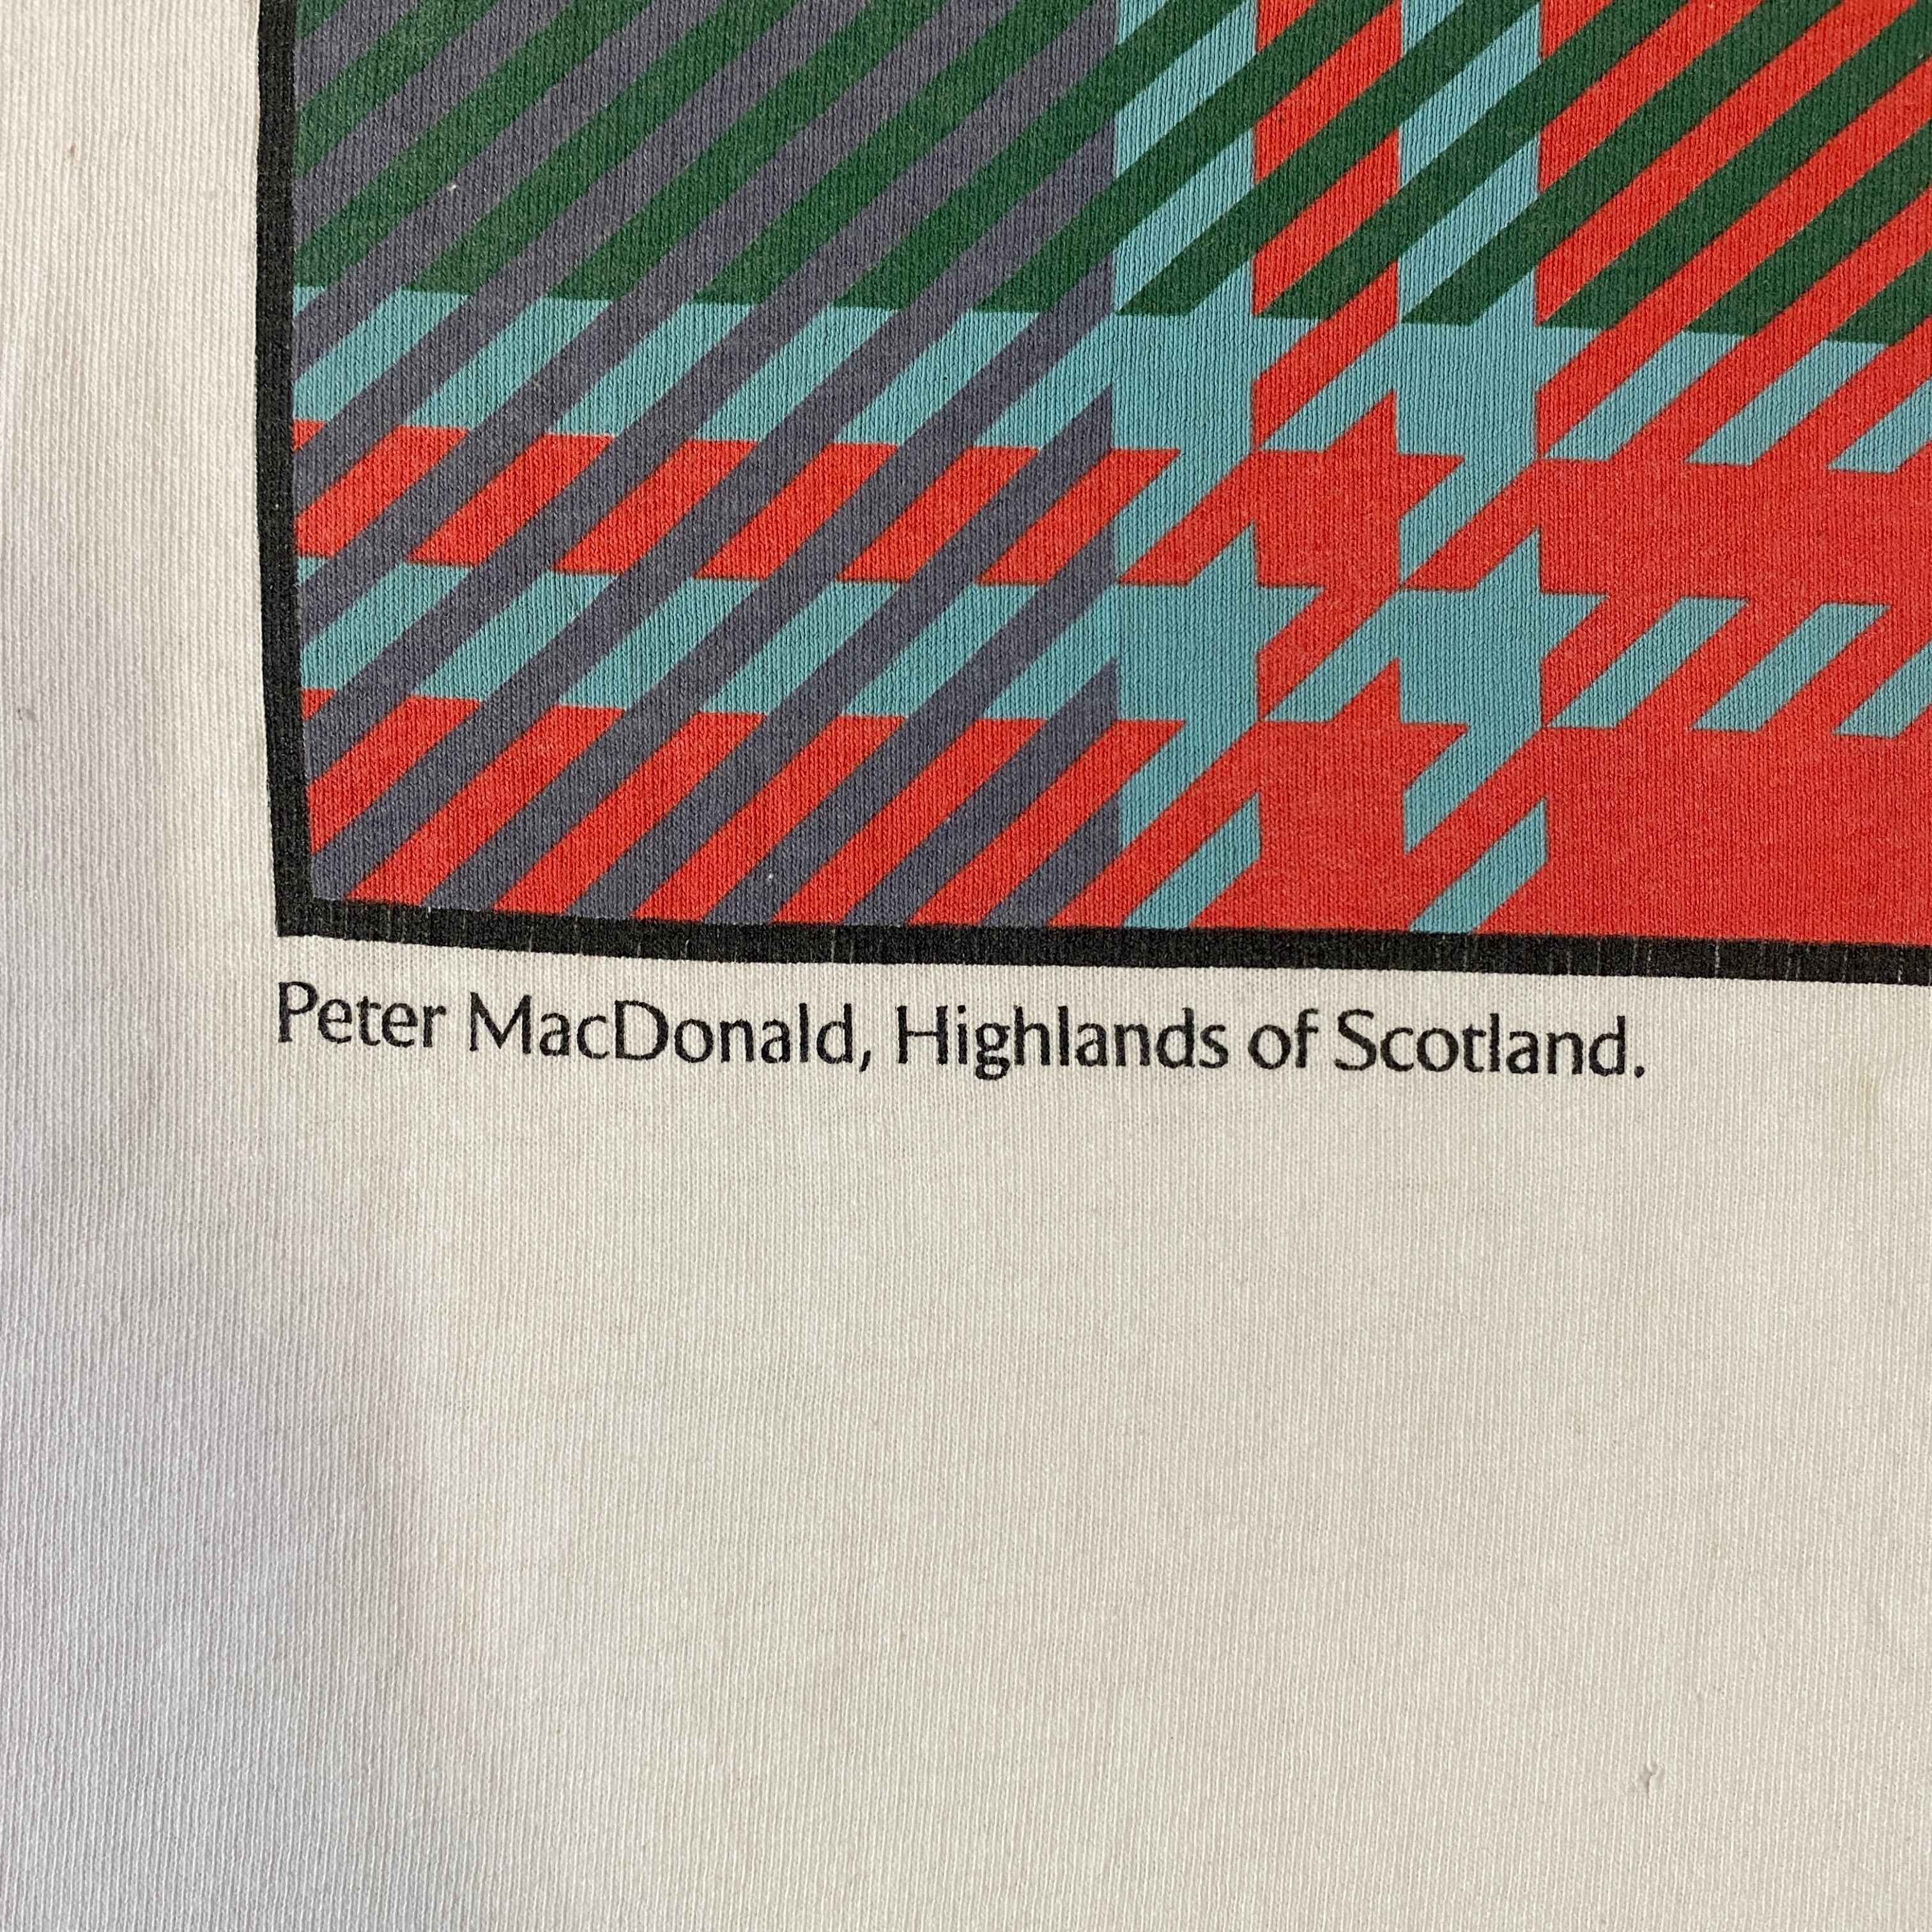 Peter MacDonald, Highlands of Scotland.